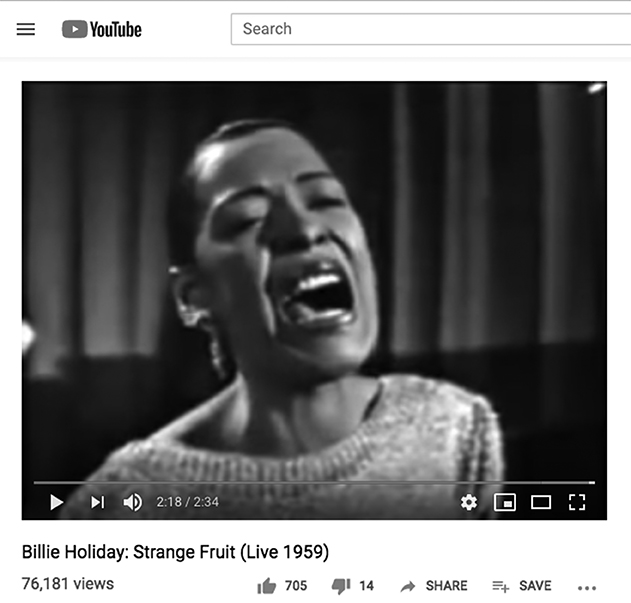 YouTube
Search
2:18 / 2:34
Billie Holiday: Strange Fruit (Live 1959)
76,181 views
705
14
SHARE
SAVE